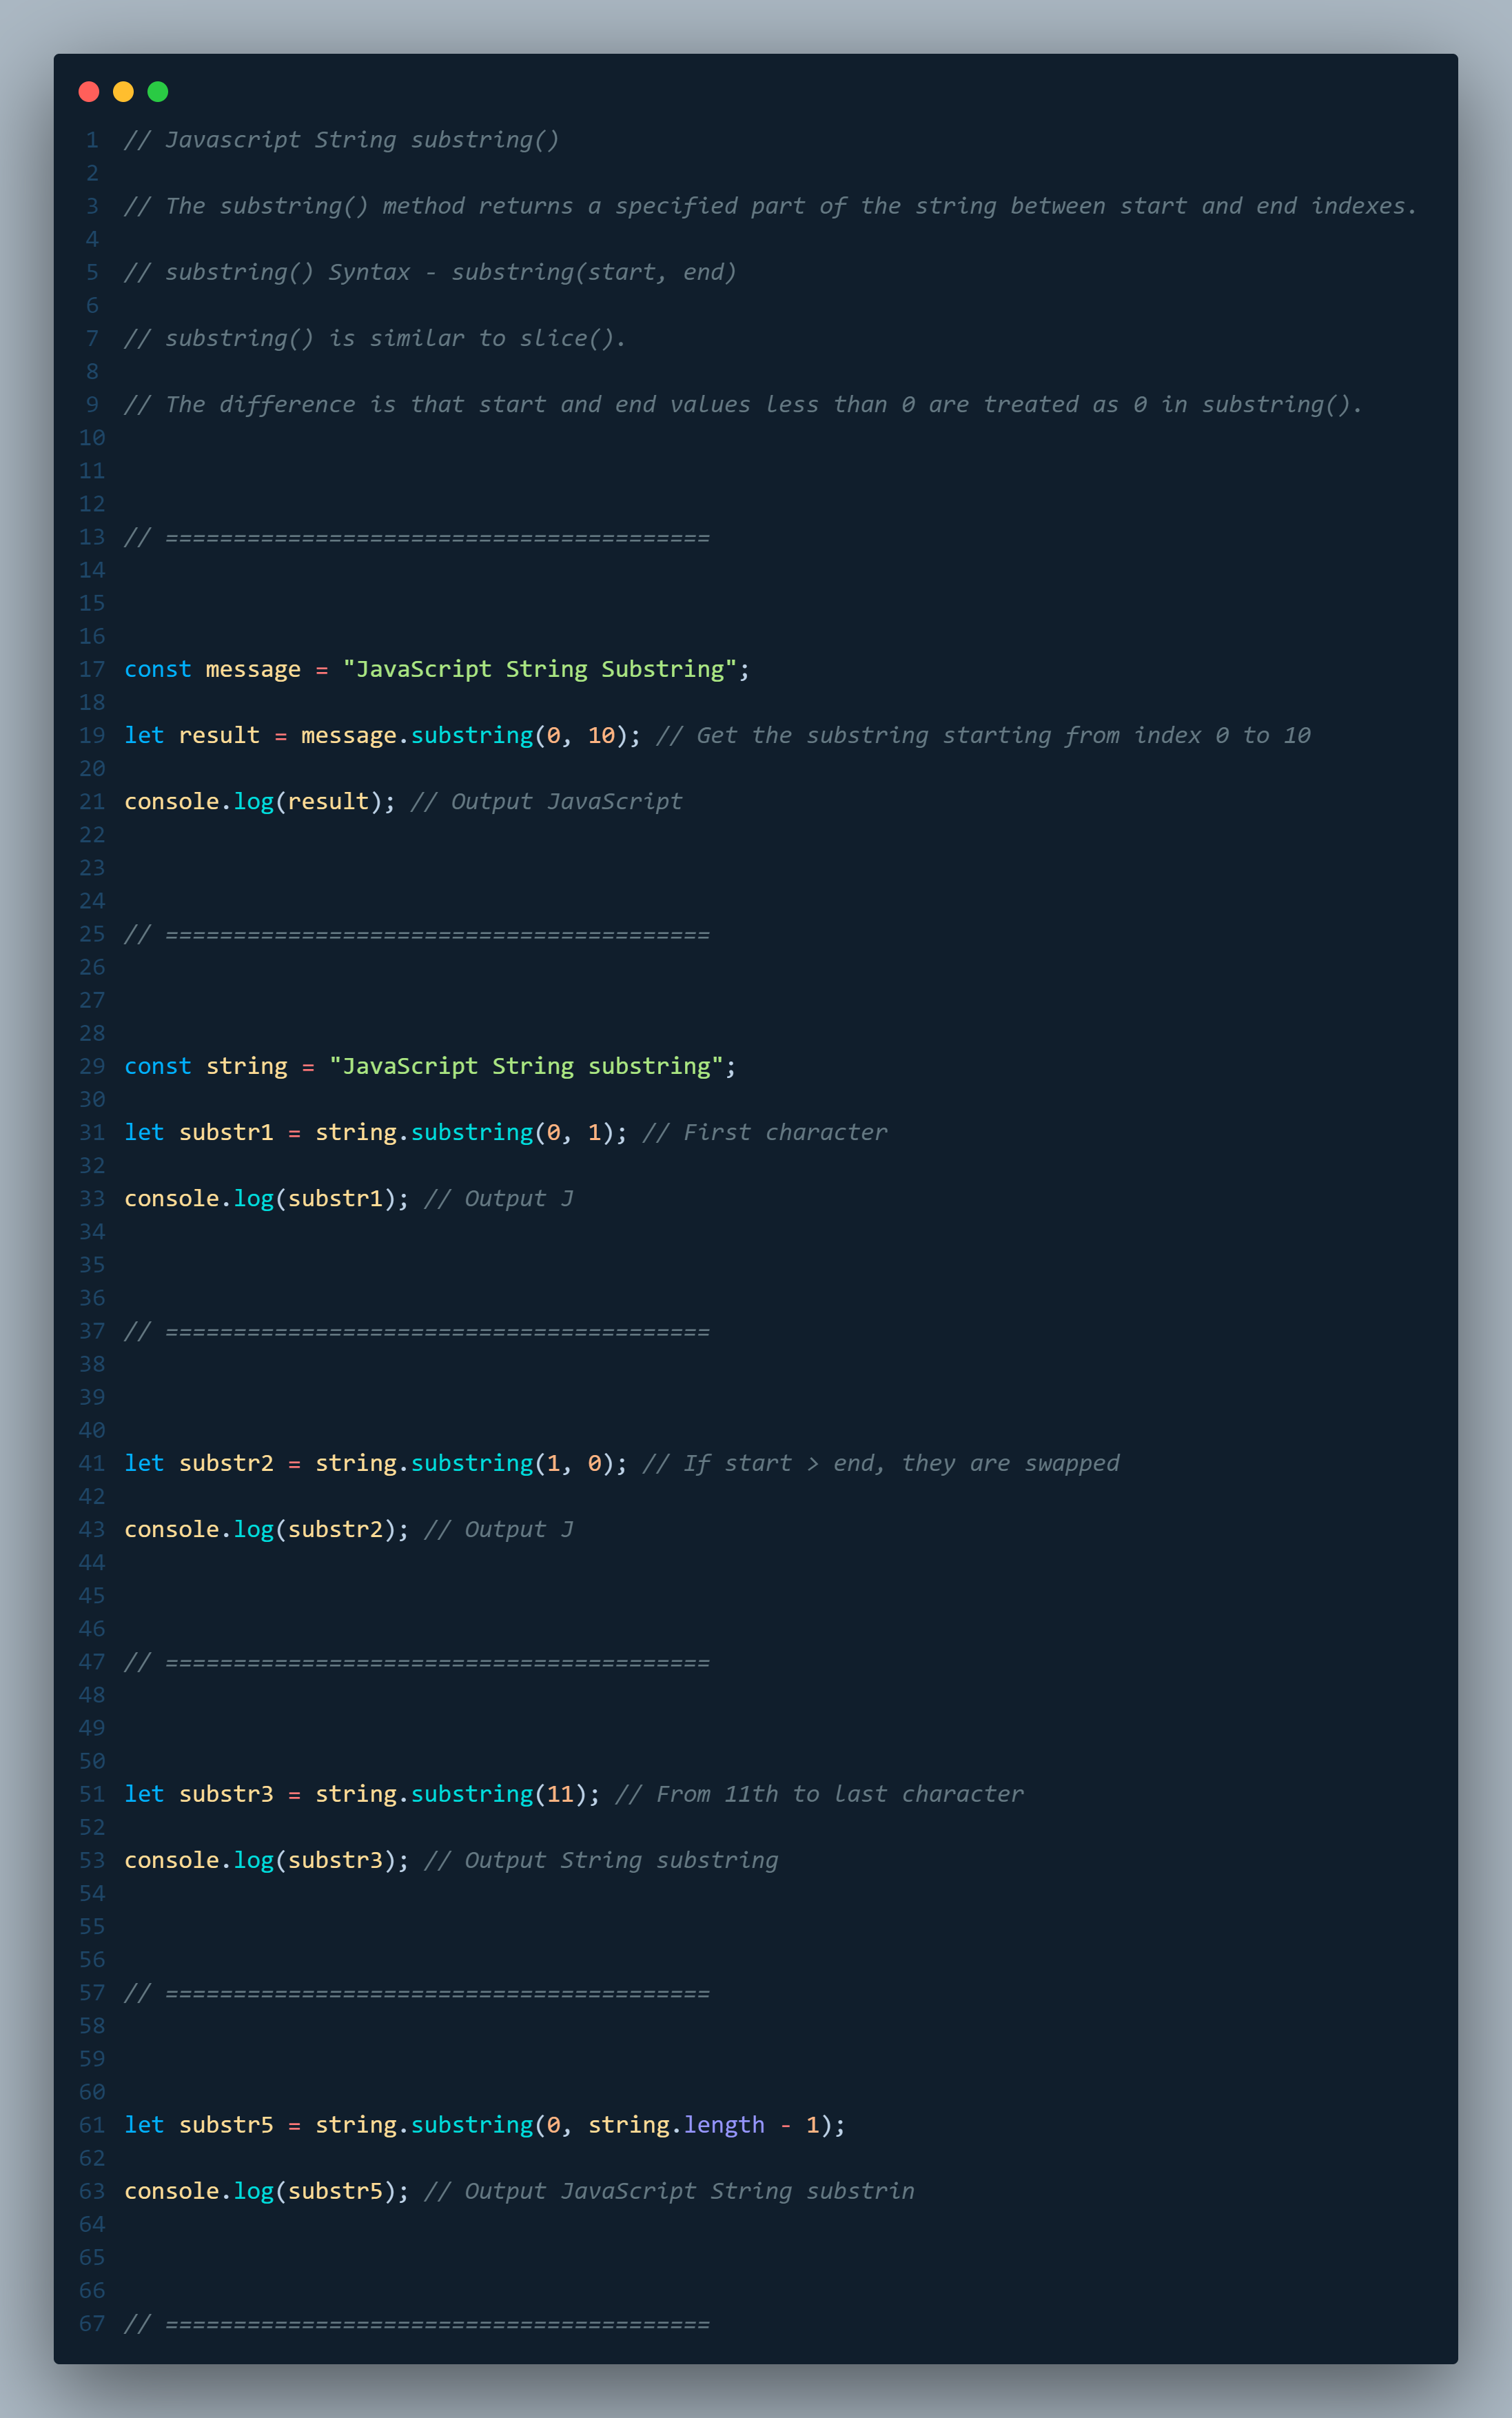 1 // Javascript String substring()
2
3 // The substring() method returns a specified part of the string between start and end indexes.
4
5 // substring() Syntax - substring(start, end)
6
7 // substring() is similar to slice().
8
9 // The difference is that start and end values less than 0 are treated as 0 in substring().
10
11
12
13 // ========================================
14
15
16
17 const message = "JavaScript String Substring";
18
19 let result = message.substring(0, 10); // Get the substring starting from index 0 to 10
20
21 console.log(result); // Output JavaScript
22
23
24
25 // ========================================
26
27
28
29 const string = "JavaScript String substring";
30
31 let substr1 = string.substring(0, 1); // First character
32
33 console.log(substr1); // Output J
34
35
36
37 // ========================================
38
39
40
41 let substr2 = string.substring(1, 0); // If start > end, they are swapped
42
43 console.log(substr2); // Output J
44
45
46
47 // ========================================
48
49
50
51 let substr3 = string.substring(11); // From 11th to last character
52
53 console.log(substr3); // Output String substring
54
55
56
57 // ========================================
58
59
60
61 let substr5 = string.substring(0, string.length - 1);
62
63 console.log(substr5); // Output JavaScript String substrin
64
65
66
67 // ========================================